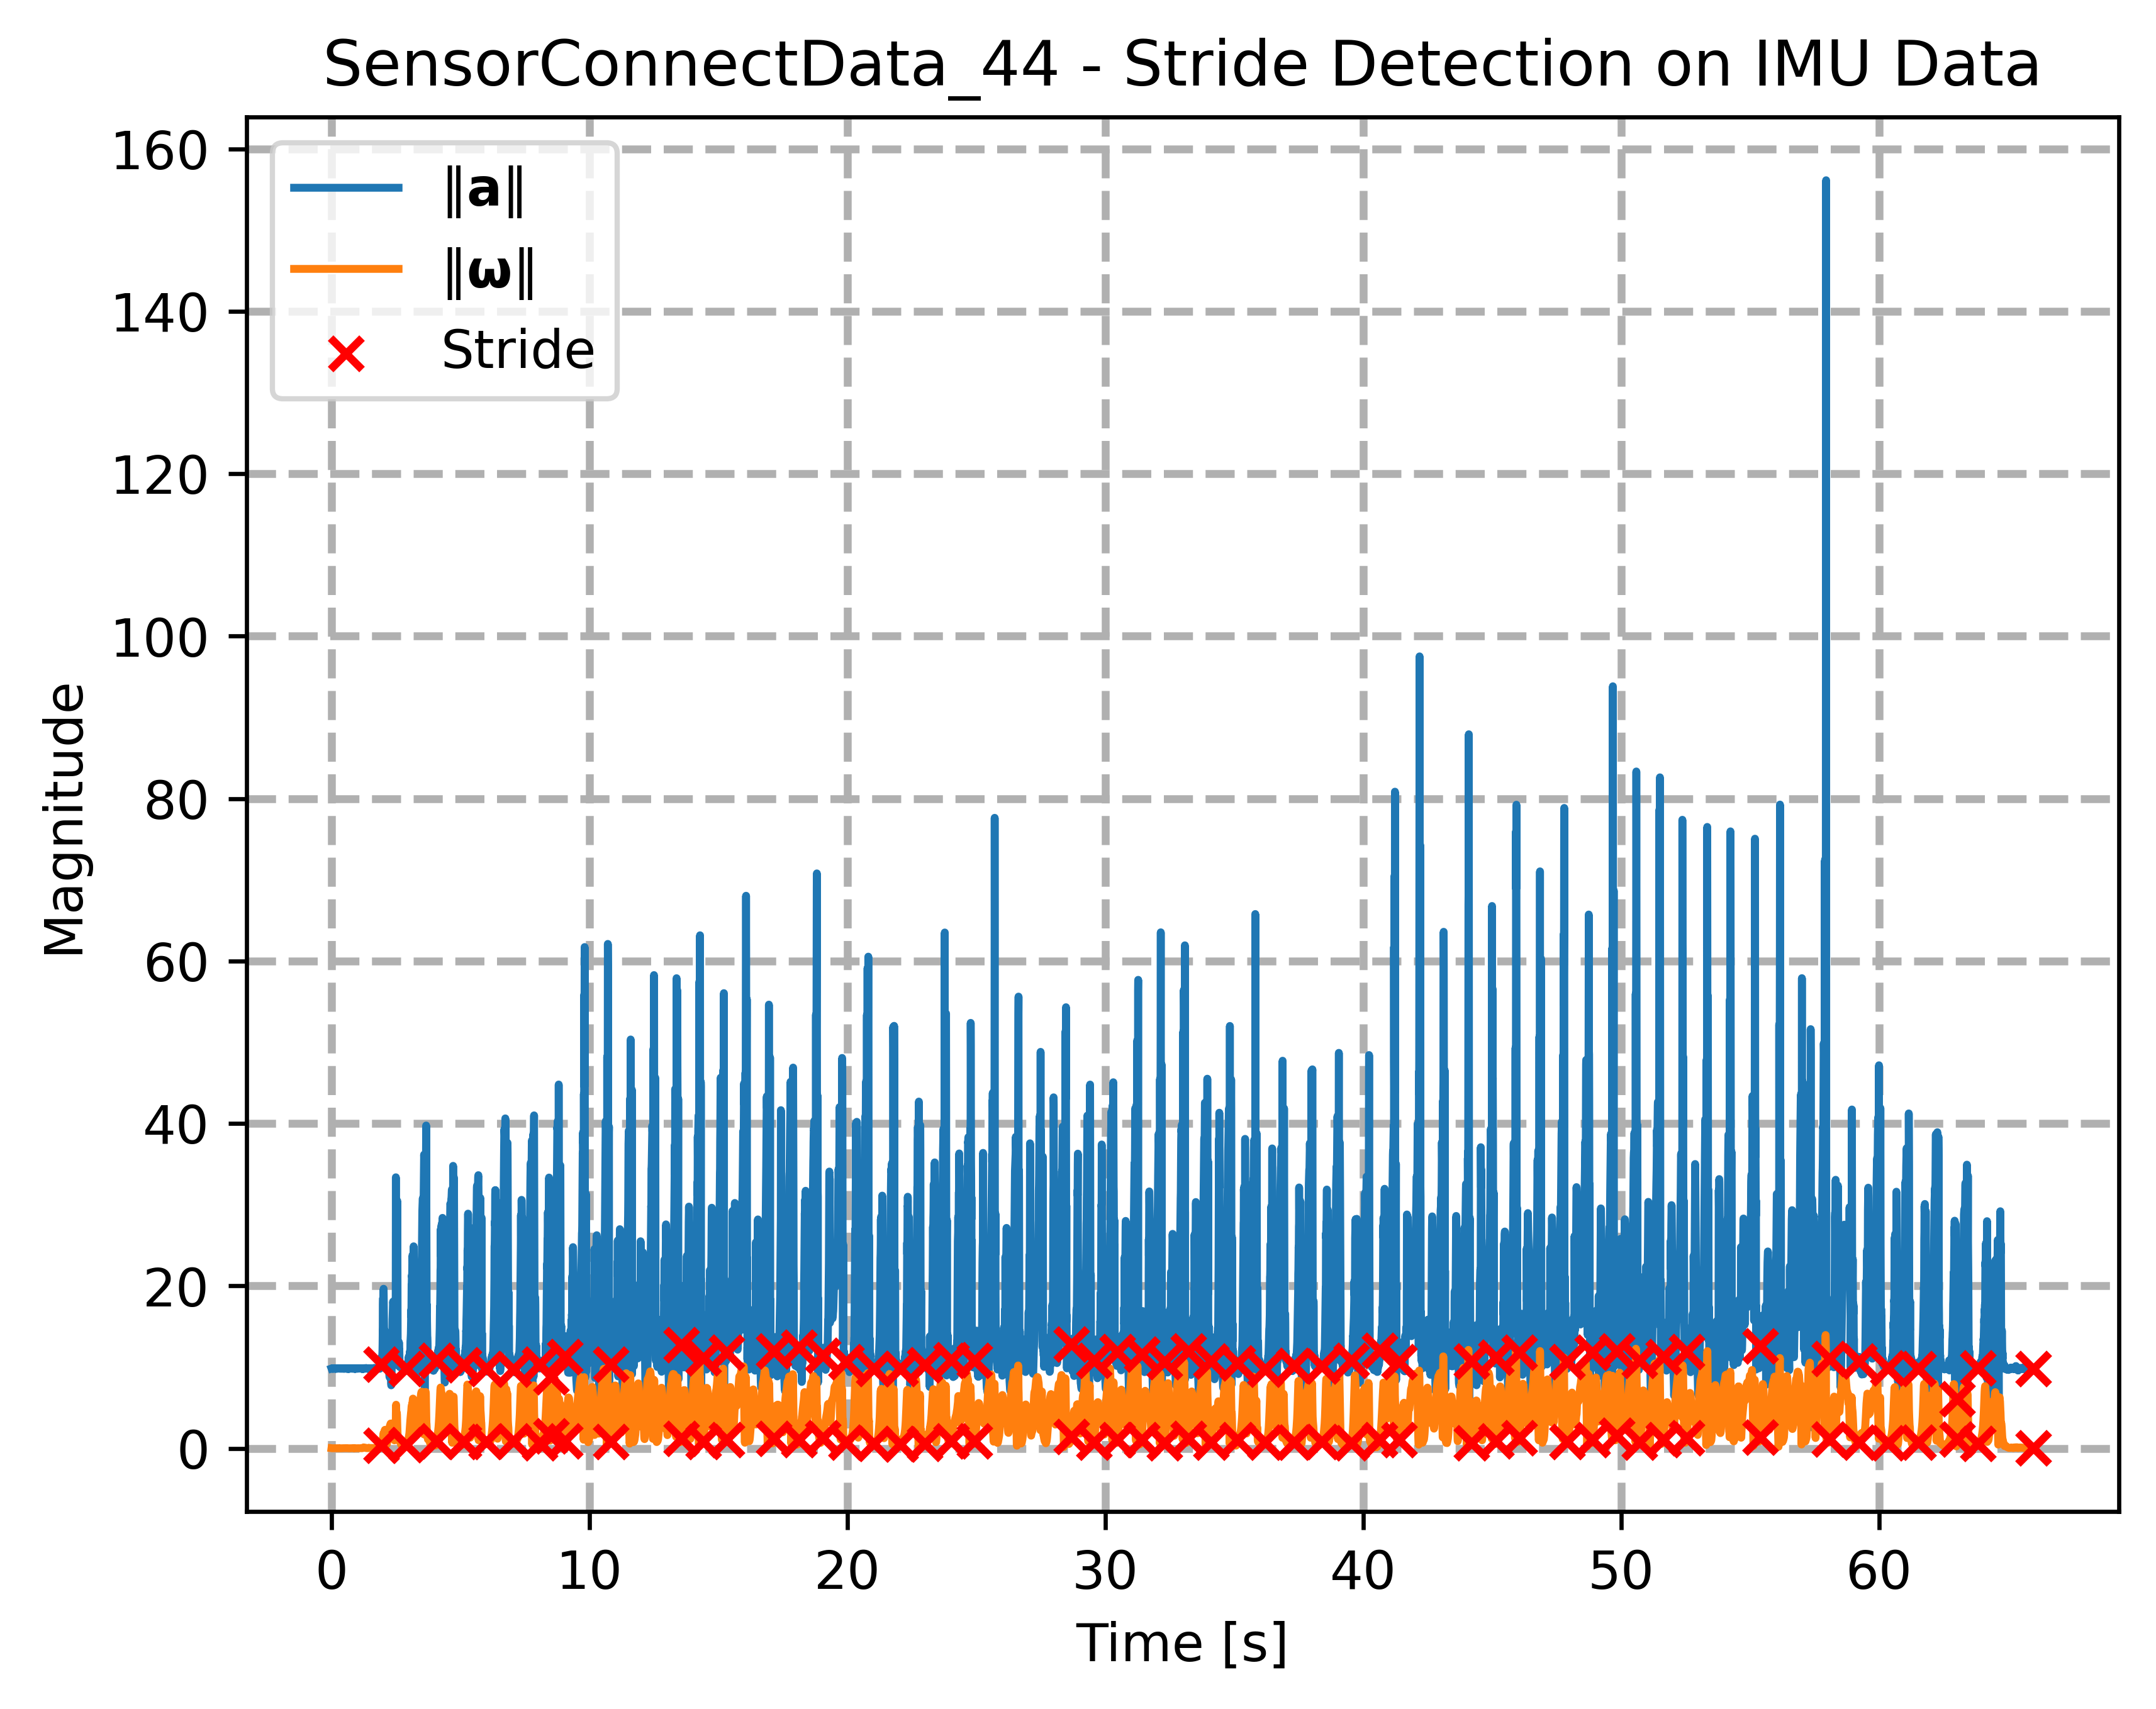 SensorConnectData_44 - Stride Detection on IMU Data
160
140
120
100
80
60
40
20
0
Magnitude
‖a‖
‖ω‖
Stride
0 10 20 30 40 50 60
Time [s]